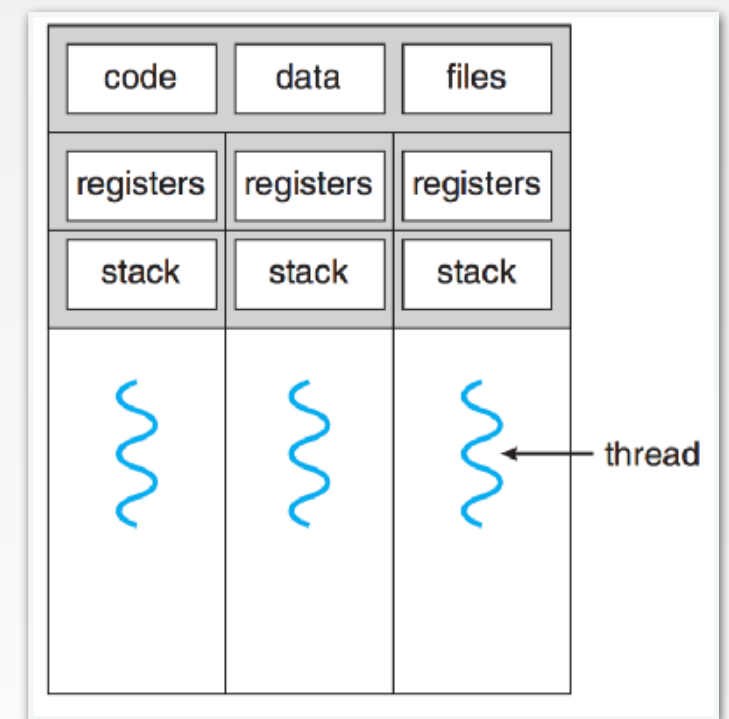 code data files
registers registers registers
stack stack stack
thread